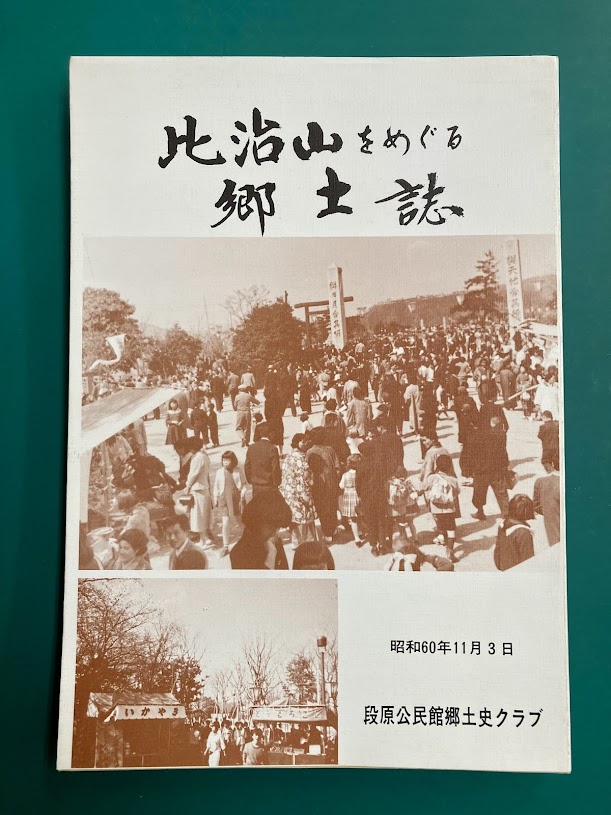 比治山をめぐる
郷土誌
いかやき
昭和60年11月3日
段原公民館郷土史クラブ